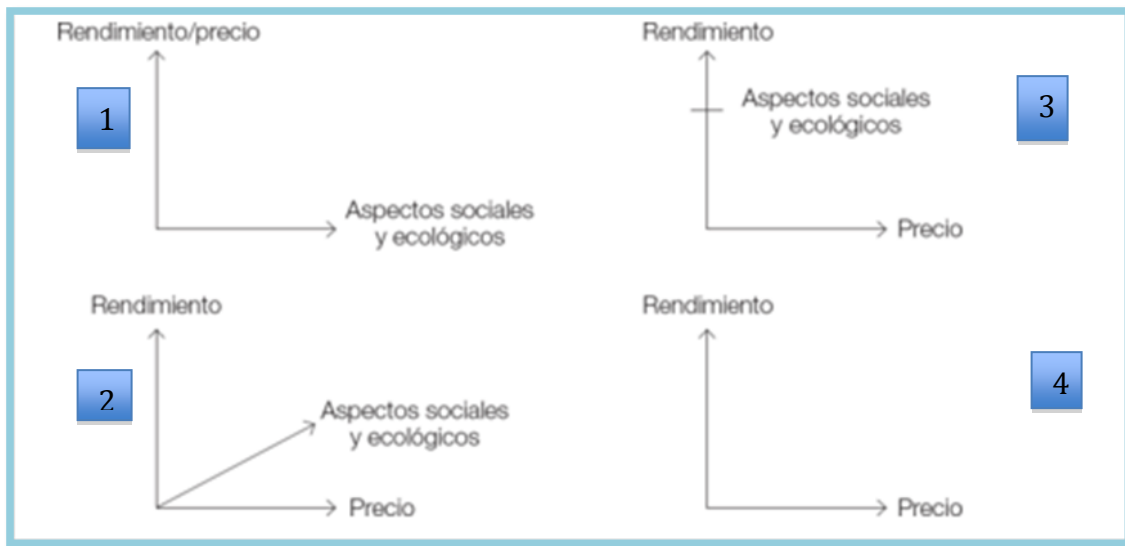 Rendimiento/precio
1
Aspectos sociales
y ecológicos
Rendimiento
3
Aspectos sociales
y ecológicos
Precio
Rendimiento
2
Aspectos sociales
y ecológicos
Precio
Rendimiento
4
Precio